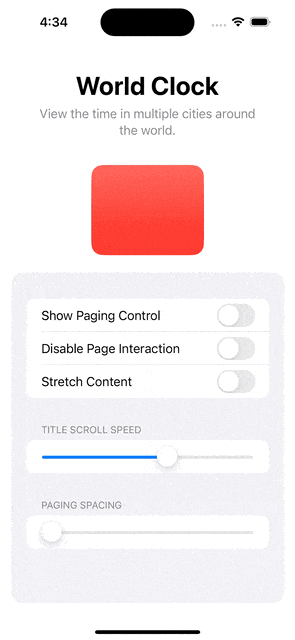 4:34
World Clock
View the time in multiple cities around
the world.
Show Paging Control
Disable Page Interaction
Stretch Content
TITLE SCROLL SPEED
PAGING SPACING